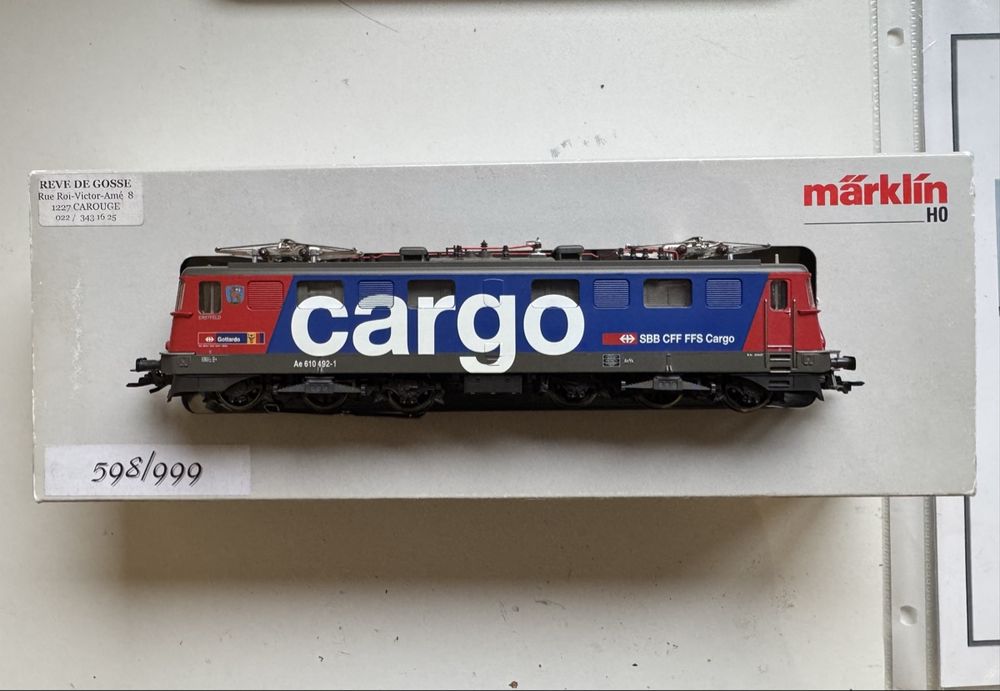 REVE DE GOSSE
Rue Roi-Victor-Amé 8
1227 CAROUGE
022 / 343 16 25
märklin
H0
ERSTFELD
Gottardo
cargo
SBB CFF FFS Cargo
Ae 610 492-1
598/999